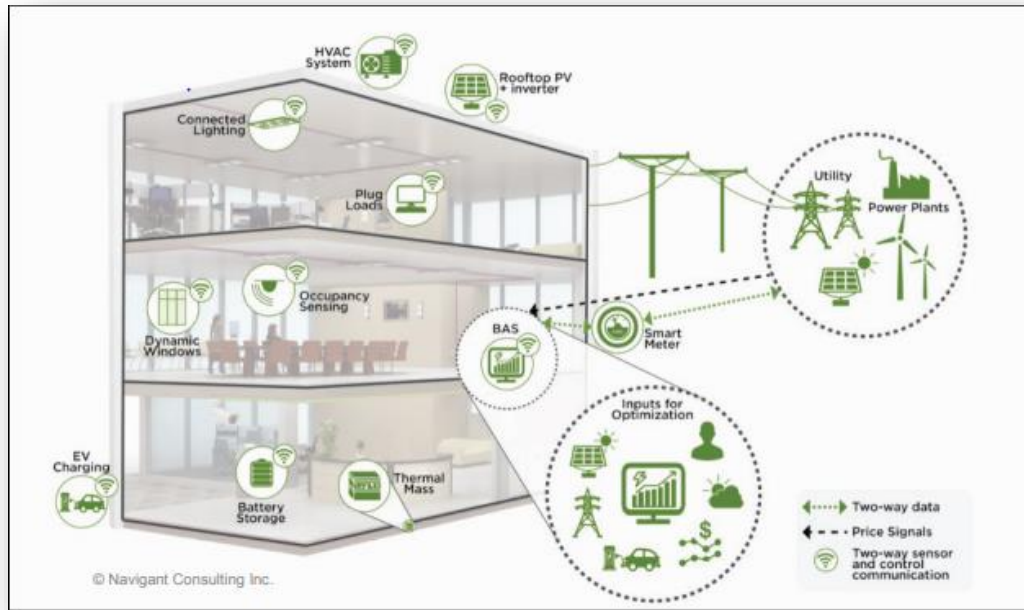 HVAC
System
Rooftop PV
+ inverter
Connected
Lighting
Plug
Loads
Utility
Power Plants
Occupancy
Sensing
Dynamic
Windows
BAS
Smart
Meter
Inputs for
Optimization
EV
Charging
Battery
Storage
Thermal
Mass
$
Two-way data
Price Signals
Two-way sensor
and control
communication
© Navigant Consulting Inc.